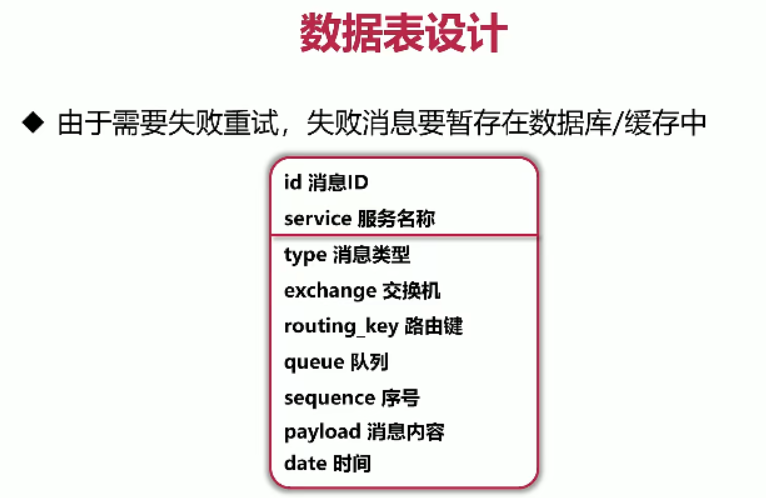 数据表设计
◆ 由于需要失败重试，失败消息要暂存在数据库/缓存中
id 消息ID
service 服务名称
type 消息类型
exchange 交换机
routing_key 路由键
queue 队列
sequence 序号
payload 消息内容
date 时间